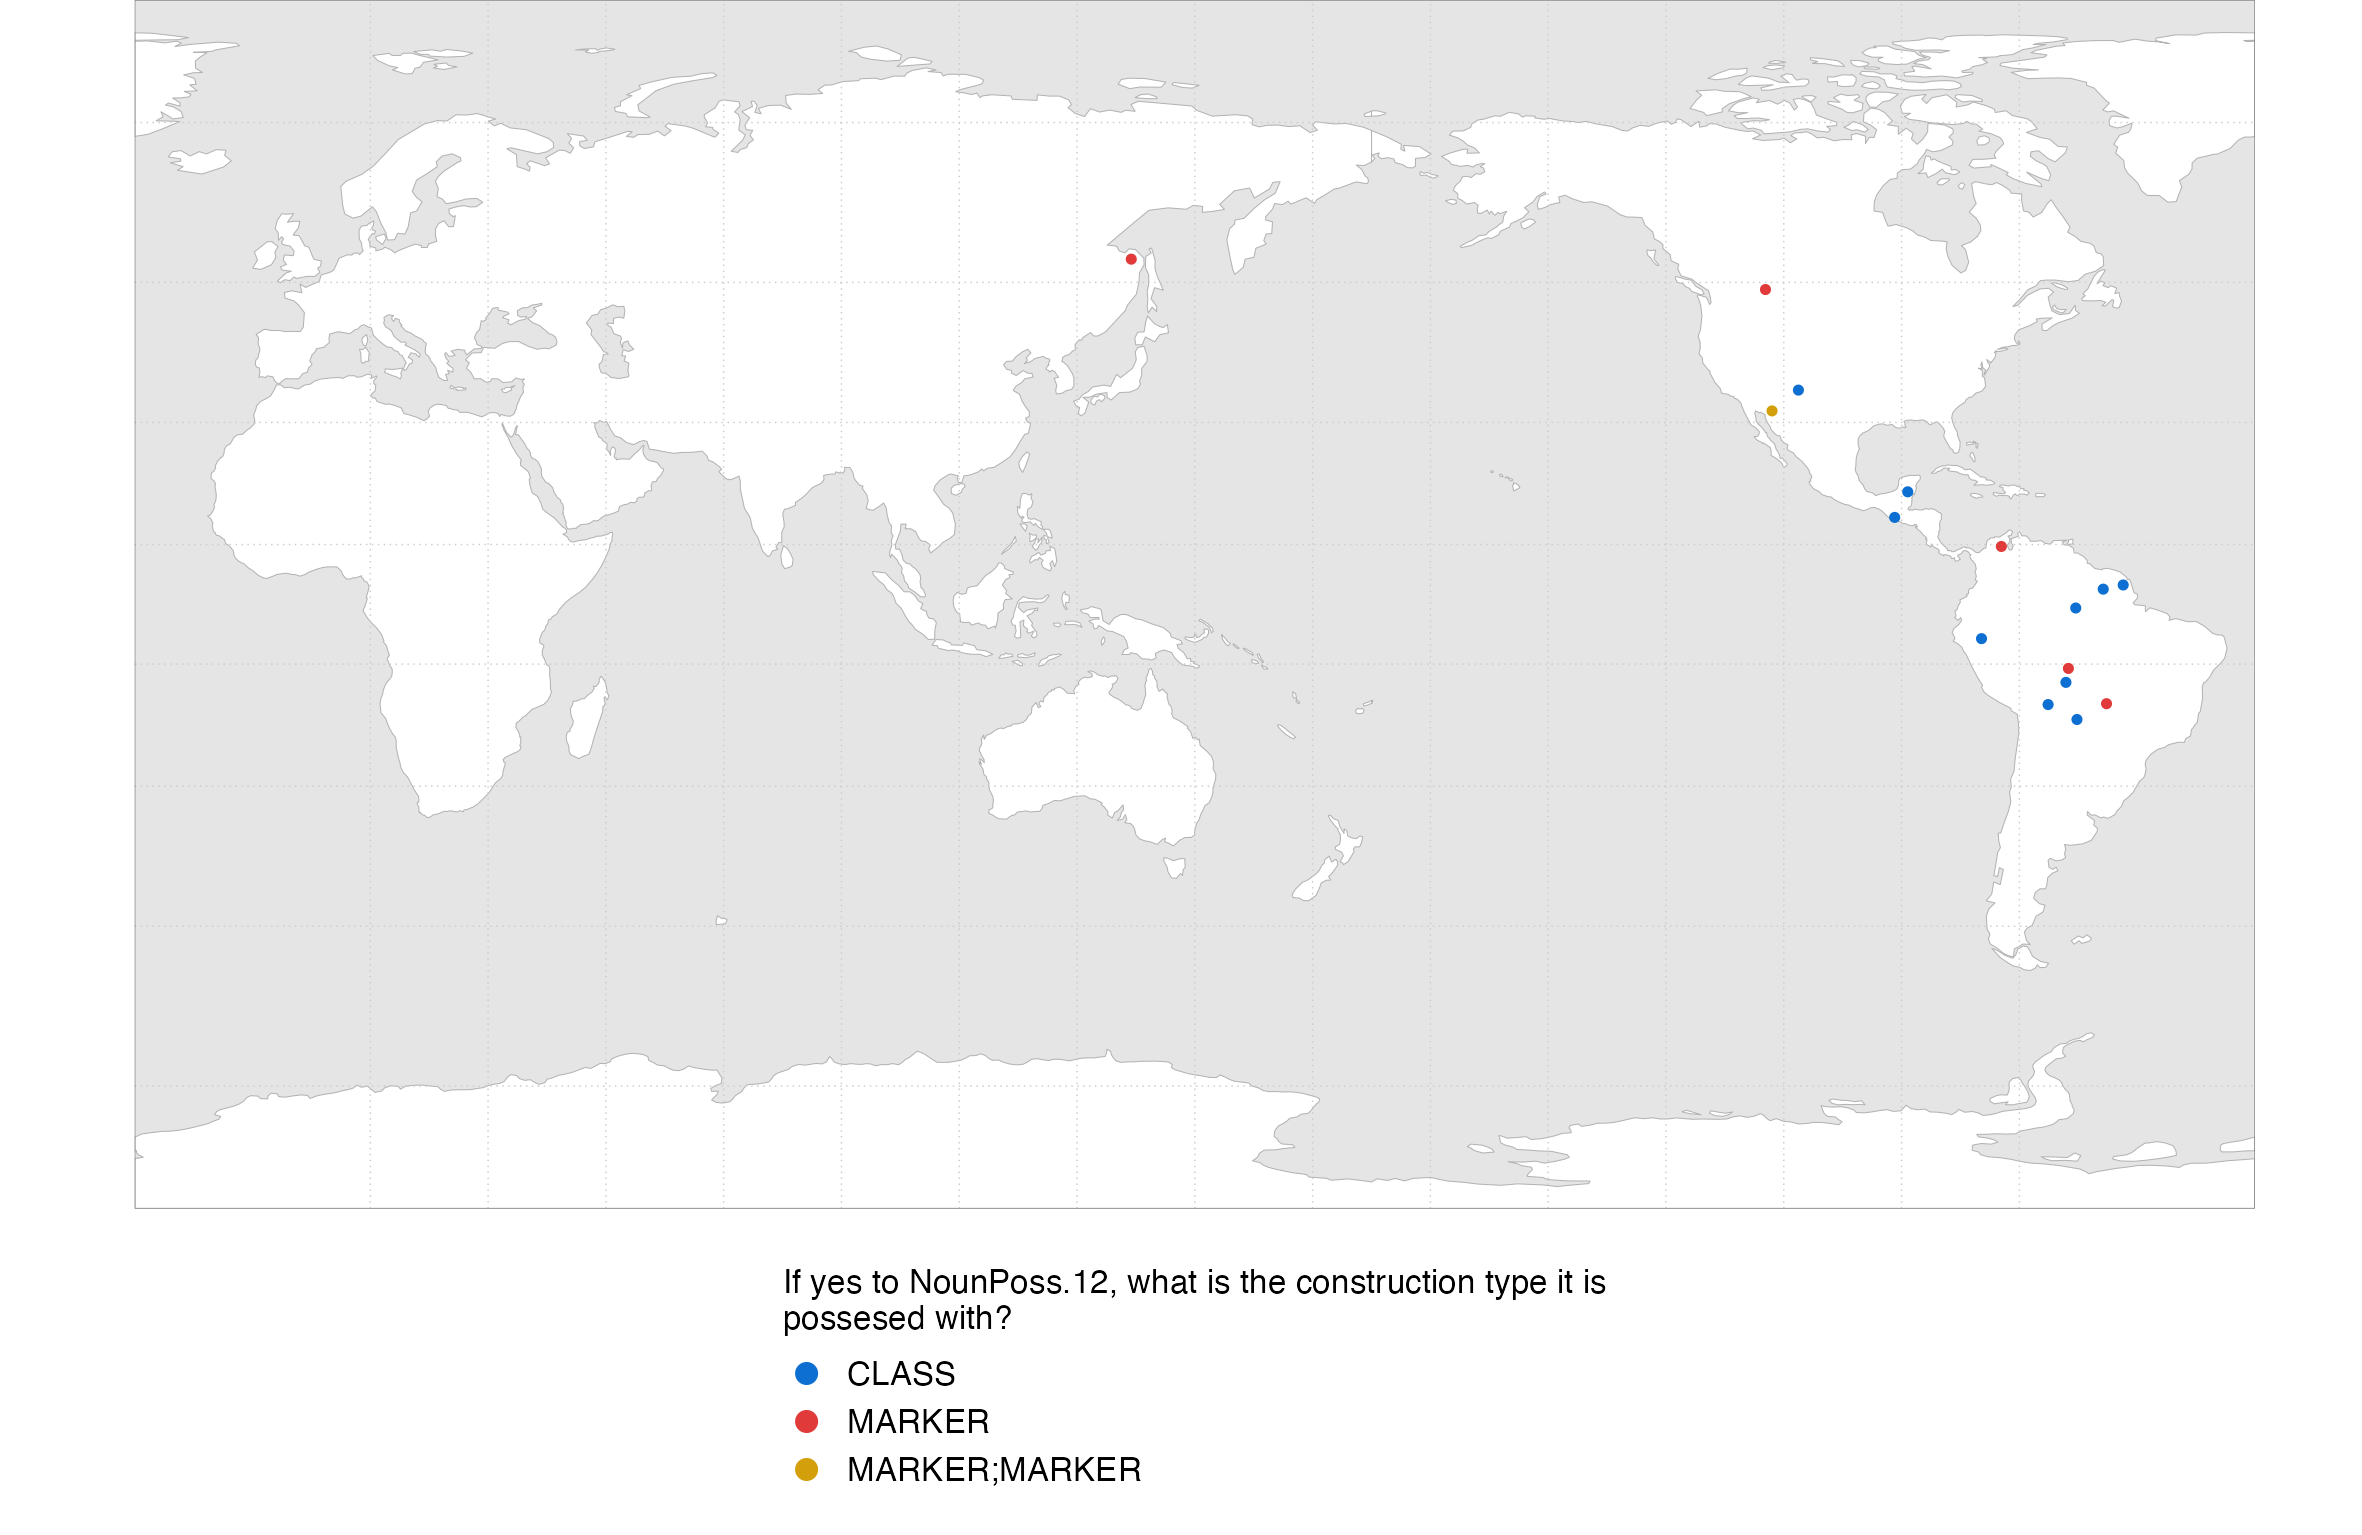 If yes to NounPoss.12, what is the construction type it is
possesed with?
CLASS
MARKER
MARKER;MARKER